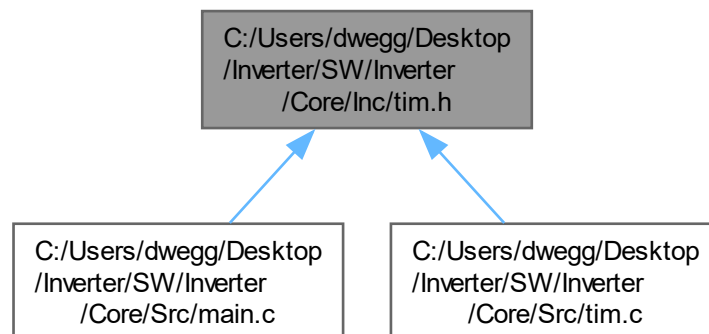 C:/Users/dwegg/Desktop
/Inverter/SW/Inverter
/Core/Inc/tim.h
C:/Users/dwegg/Desktop
/Inverter/SW/Inverter
/Core/Src/main.c
C:/Users/dwegg/Desktop
/Inverter/SW/Inverter
/Core/Src/tim.c